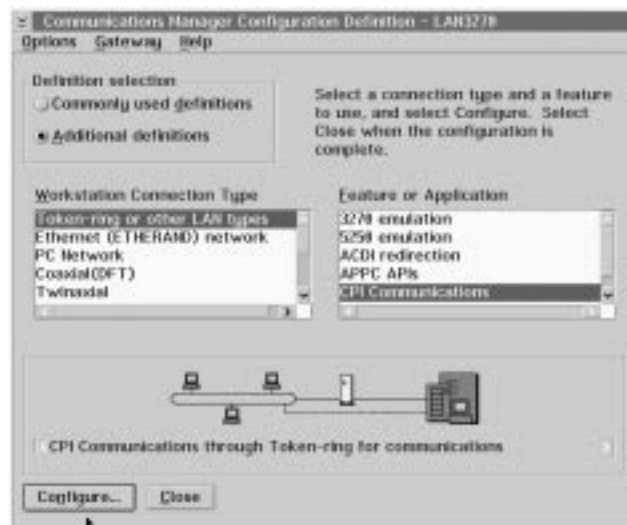 Communications Manager Configuration Definition - LAN3270
Options Gateway Help
Definition selection
Commonly used definitions
Additional definitions
Select a connection type and a feature
to use, and select Configure. Select
Close when the configuration is
complete.
Workstation Connection Type
Token-ring or other LAN types
Ethernet (ETHERAND) network
PC Network
Coaxial(DFT)
Twinaxial
Feature or Application
3270 emulation
5250 emulation
ACDI redirection
APPC APIs
CPI Communications
CPI Communications through Token-ring for communications
Configure... Close